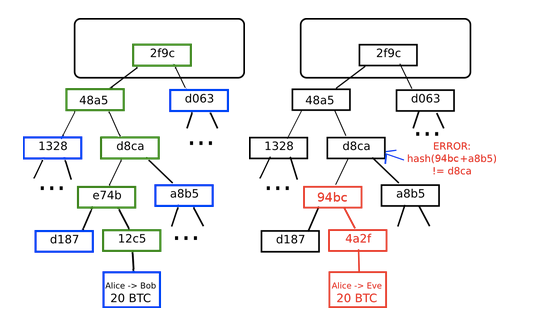 2f9c
48a5
d063
1328
d8ca
e74b
a8b5
d187
12c5
Alice -> Bob
20 BTC
2f9c
48a5
d063
1328
d8ca
ERROR:
hash(94bc+a8b5)
!= d8ca
94bc
a8b5
d187
4a2f
Alice -> Eve
20 BTC